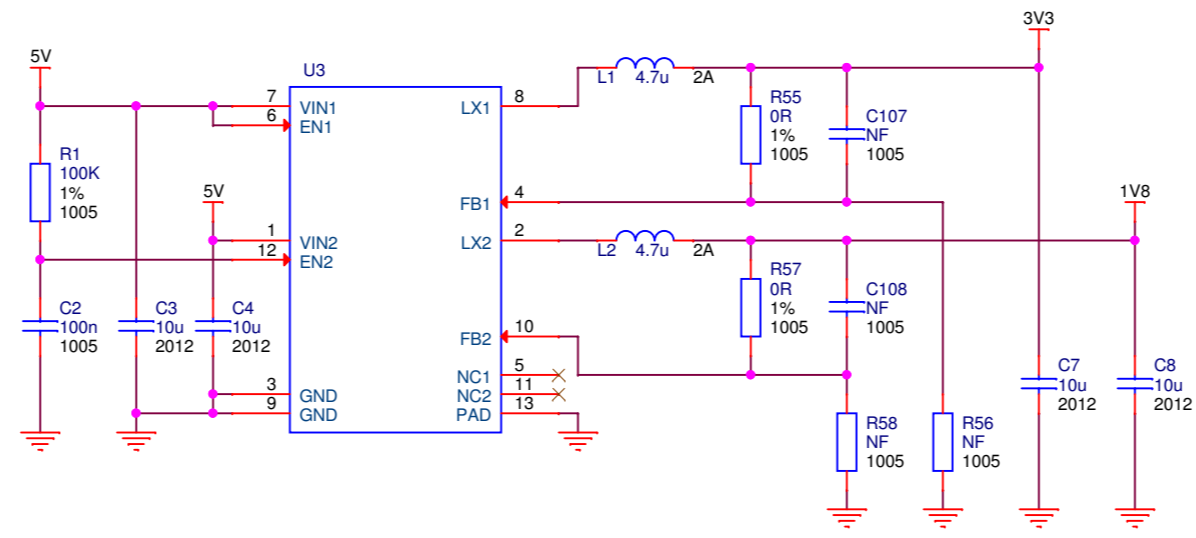 3V3
5V
U3
L1 4.7u 2A
7 VIN1
6 EN1
LX1 8
R55
0R
1%
1005
C107
NF
1005
R1
100K
1%
1005
5V
FB1 4
1V8
1 VIN2
12 EN2
LX2 2
L2 4.7u 2A
R57
0R
1%
1005
C108
NF
1005
C2
100n
1005
C3
10u
2012
C4
10u
2012
FB2 10
NC1 5
NC2 11
PAD 13
3 GND
9 GND
C7
10u
2012
C8
10u
2012
R58
NF
1005
R56
NF
1005